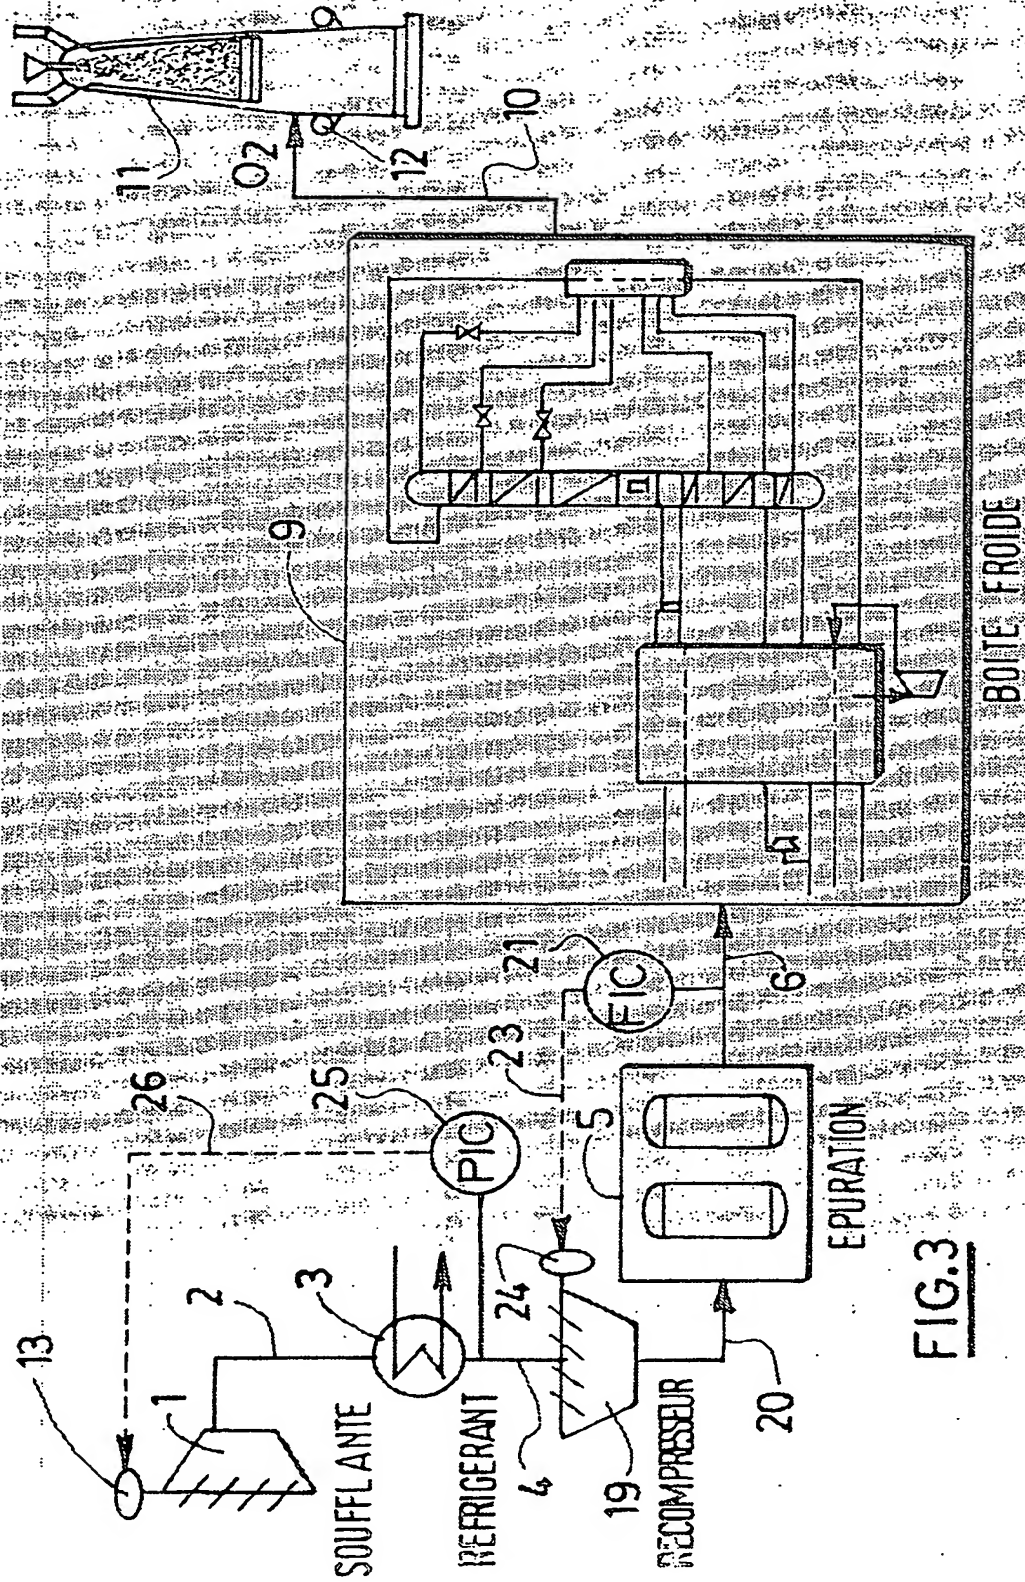 13
1
SOUFFLANTE
2
26
3
REFRIGERANT
25
PIC
4
24
19
RECOMPRESSEUR
20
23
21
FIC
5
EPURATION
6
9
BOITE FROIDE
10
O2
11
12
FIG.3